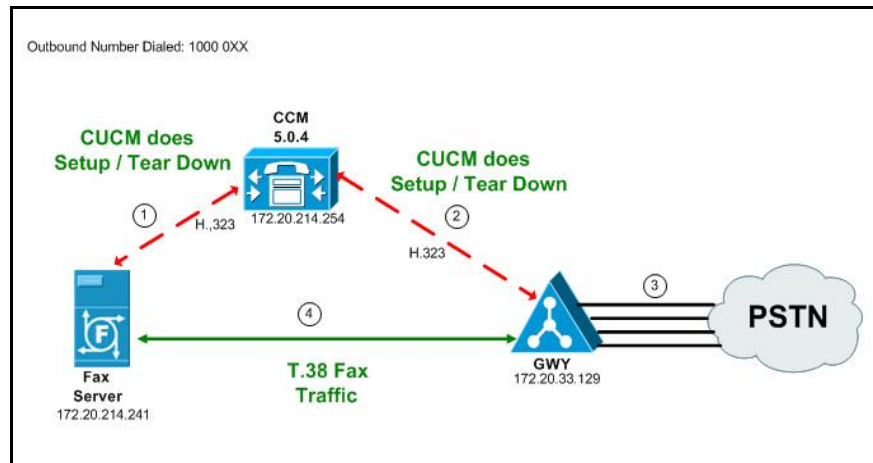 Outbound Number Dialed: 1000 0XX
CCM
5.0.4
CUCM does
Setup / Tear Down
CUCM does
Setup / Tear Down
1
H.,323
172.20.214.254
2
H.323
3
PSTN
4
F
T.38 Fax
Traffic
GWY
172.20.33.129
Fax
Server
172.20.214.241